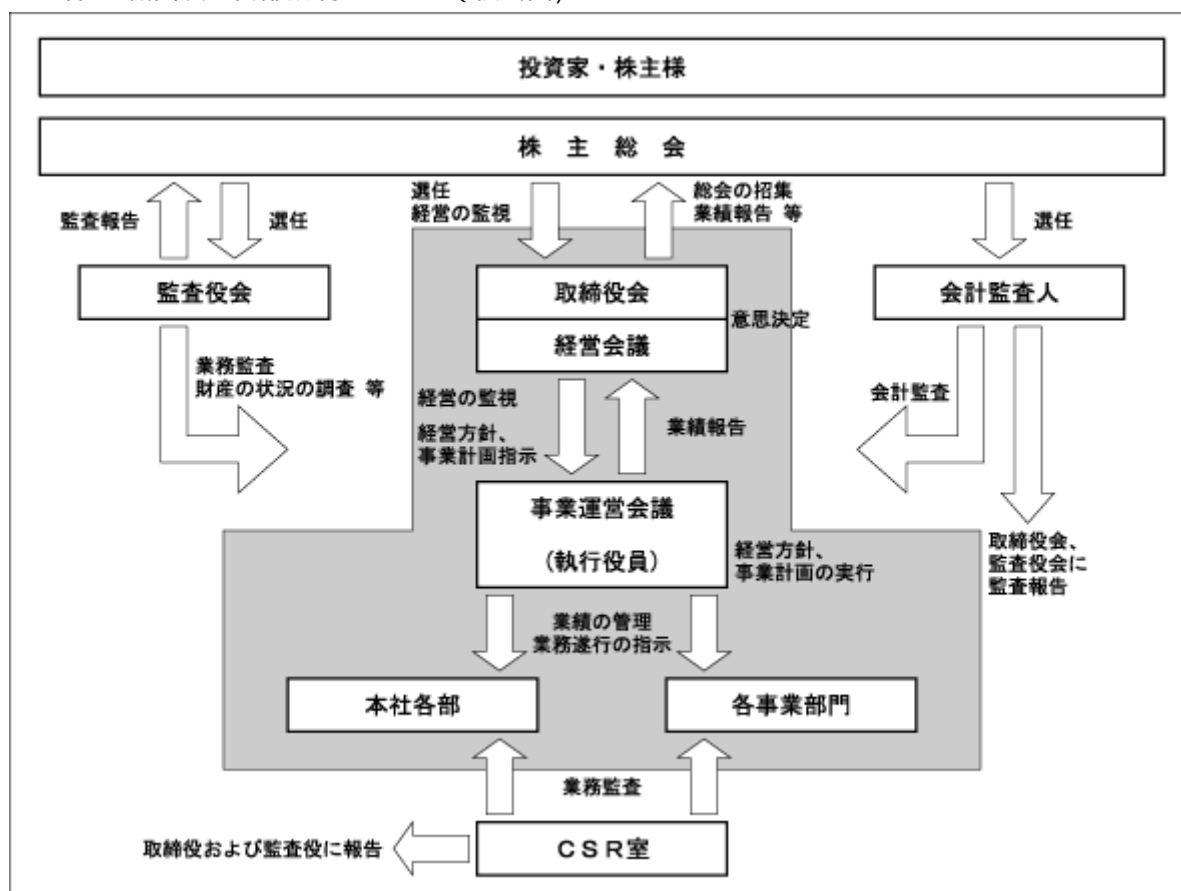 投資家・株主様
株 主 総 会
監査報告
選任
選任
経営の監視
総会の招集
業績報告 等
選任
監査役会
取締役会
会計監査人
意思決定
経営会議
業務監査
財産の状況の調査 等
経営の監視
経営方針、
事業計画指示
業績報告
会計監査
事業運営会議
(執行役員)
経営方針、
事業計画の実行
取締役会、
監査役会に
監査報告
業績の管理
業務遂行の指示
本社各部
各事業部門
業務監査
CSR室
取締役および監査役に報告